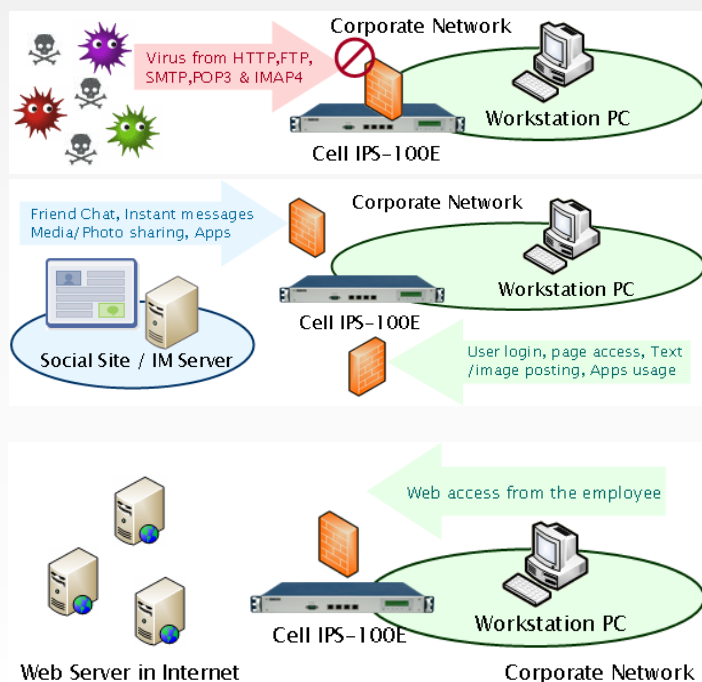 Corporate Network
Virus from HTTP,FTP,
SMTP,POP3 & IMAP4
Workstation PC
Cell IPS-100E
Corporate Network
Friend Chat, Instant messages
Media/Photo sharing, Apps
Workstation PC
Cell IPS-100E
Social Site / IM Server
User login, page access, Text
/image posting, Apps usage
Web access from the employee
Workstation PC
Cell IPS-100E
Web Server in Internet
Corporate Network